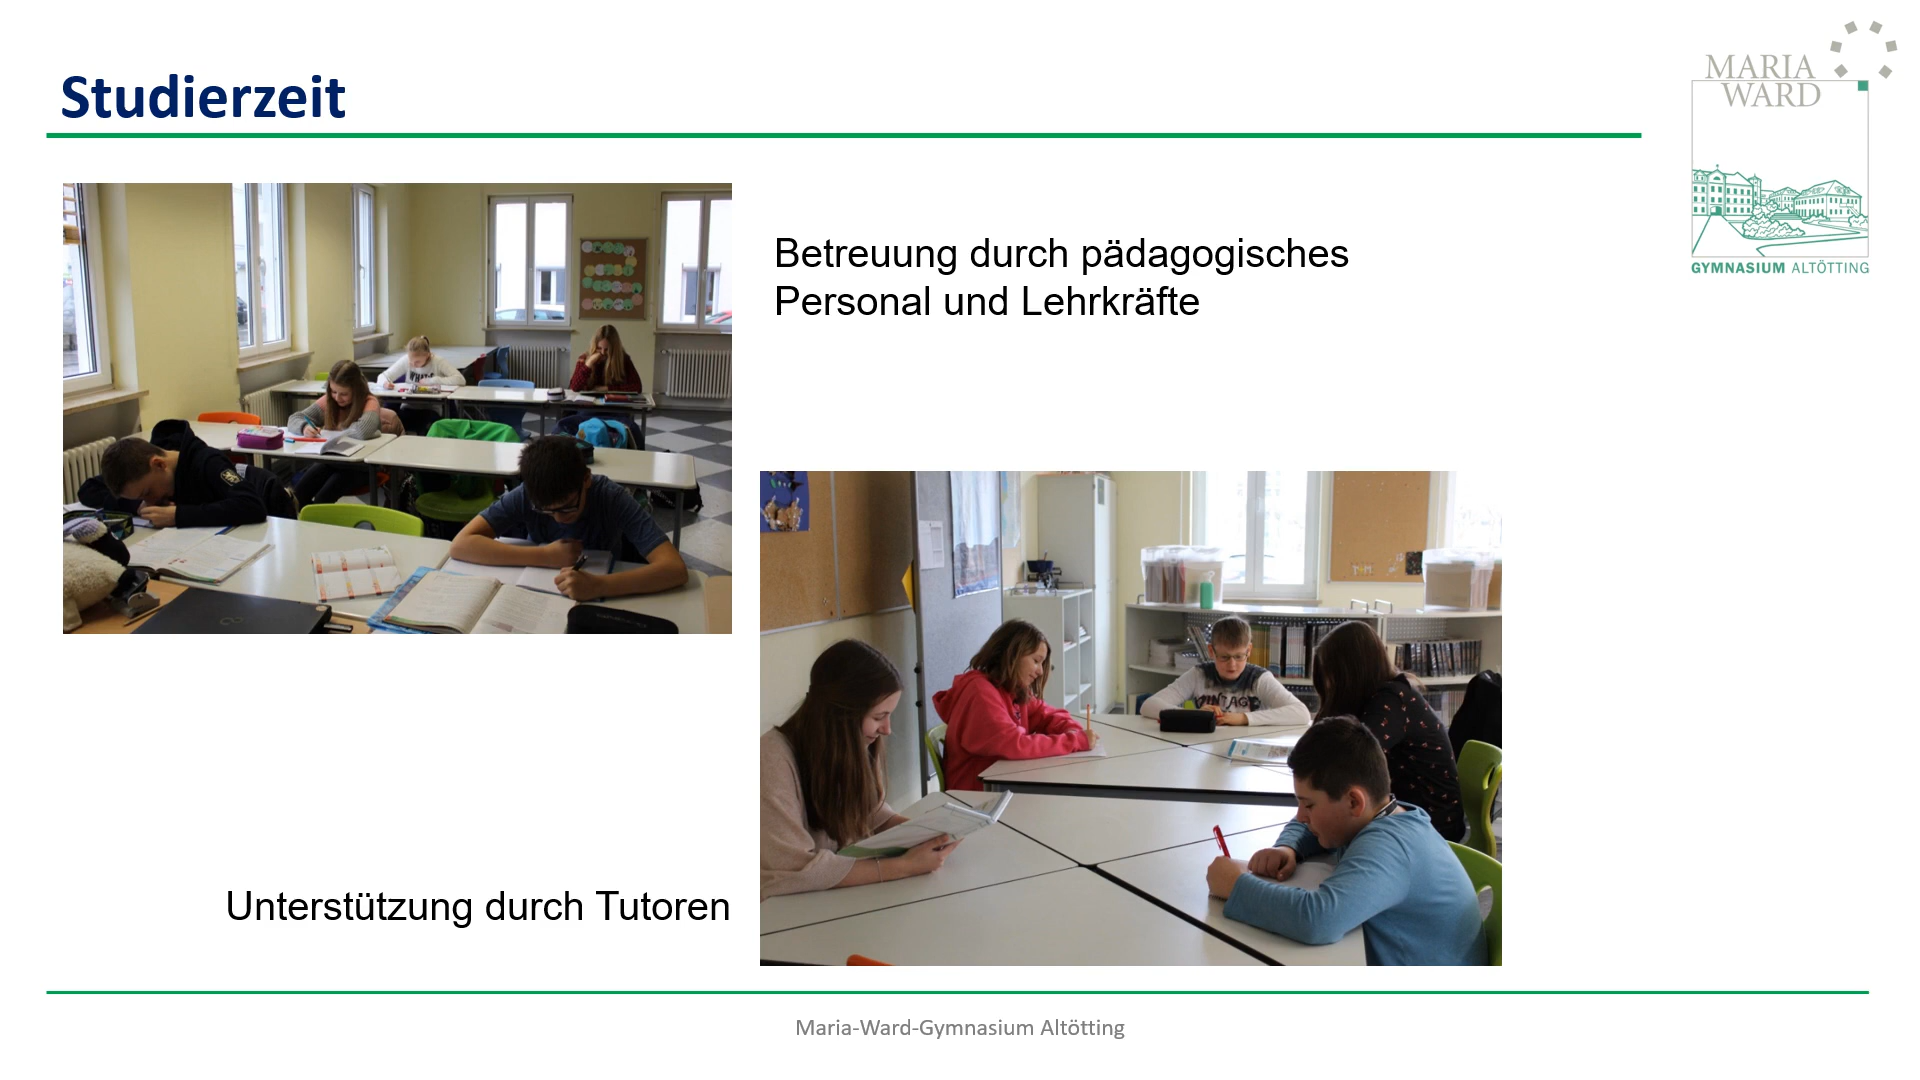 Studierzeit
MARIA
WARD
GYMNASIUM ALTÖTTING
Betreuung durch pädagogisches
Personal und Lehrkräfte
Unterstützung durch Tutoren
Maria-Ward-Gymnasium Altötting